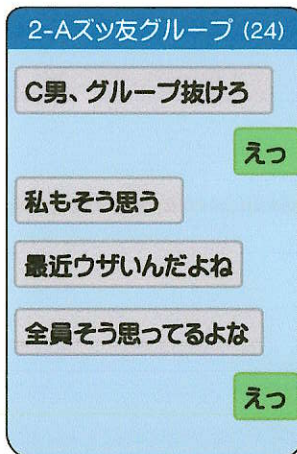 2-Aズッ友グループ (24)
C男、グループ抜けろ
えっ
私もそう思う
最近ウザいんだよね
全員そう思ってるよな
えっ